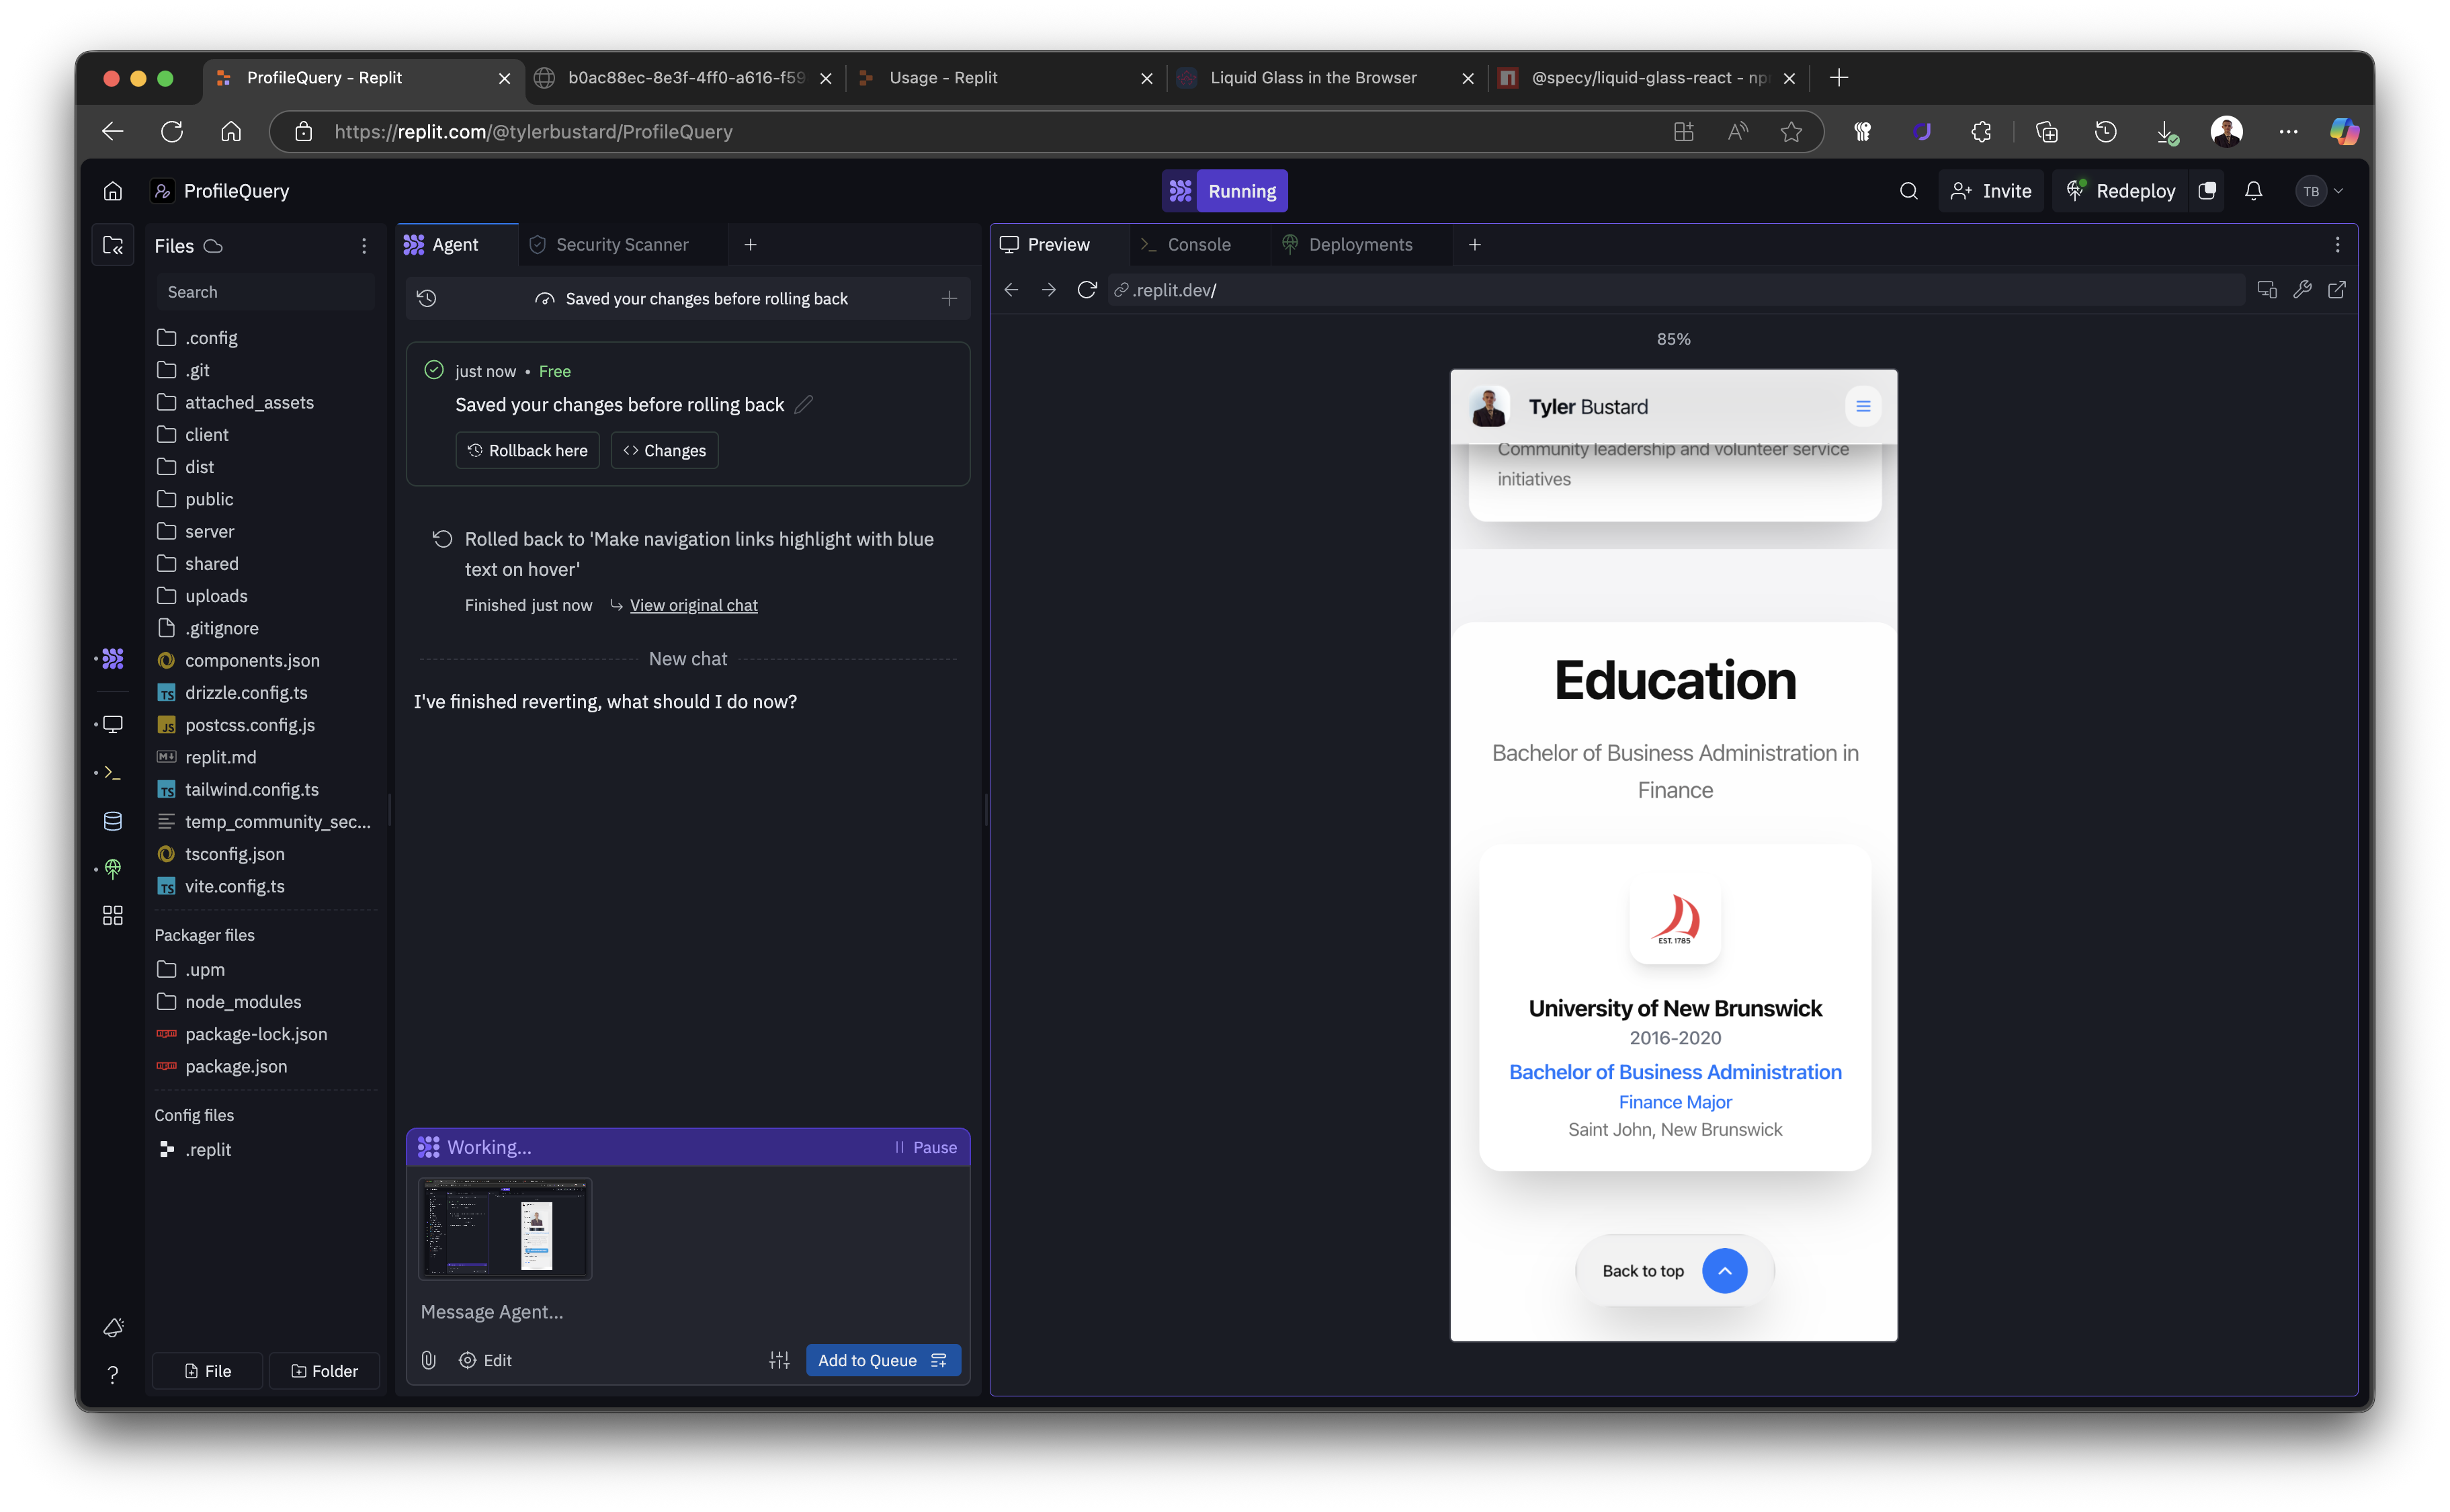 ProfileQuery - Replit
b0ac88ec-8e3f-4ff0-a616-f59
Usage - Replit
Liquid Glass in the Browser
@specy/liquid-glass-react - np
https://replit.com/@tylerbustard/ProfileQuery
ProfileQuery
Running
Invite
Redeploy
TB
Files
Search
.config
.git
attached_assets
client
dist
public
server
shared
uploads
.gitignore
components.json
drizzle.config.ts
postcss.config.js
replit.md
tailwind.config.ts
temp_community_sec...
tsconfig.json
vite.config.ts
Packager files
.upm
node_modules
package-lock.json
package.json
Config files
.replit
File
Folder
Agent
Security Scanner
Saved your changes before rolling back
just now • Free
Saved your changes before rolling back
Rollback here
Changes
Rolled back to 'Make navigation links highlight with blue
text on hover'
Finished just now
View original chat
New chat
I've finished reverting, what should I do now?
Working...
Pause
Message Agent...
Edit
Add to Queue
Preview
Console
Deployments
.replit.dev/
85%
Tyler Bustard
Community leadership and volunteer service
initiatives
Education
Bachelor of Business Administration in
Finance
EST. 1785
University of New Brunswick
2016-2020
Bachelor of Business Administration
Finance Major
Saint John, New Brunswick
Back to top